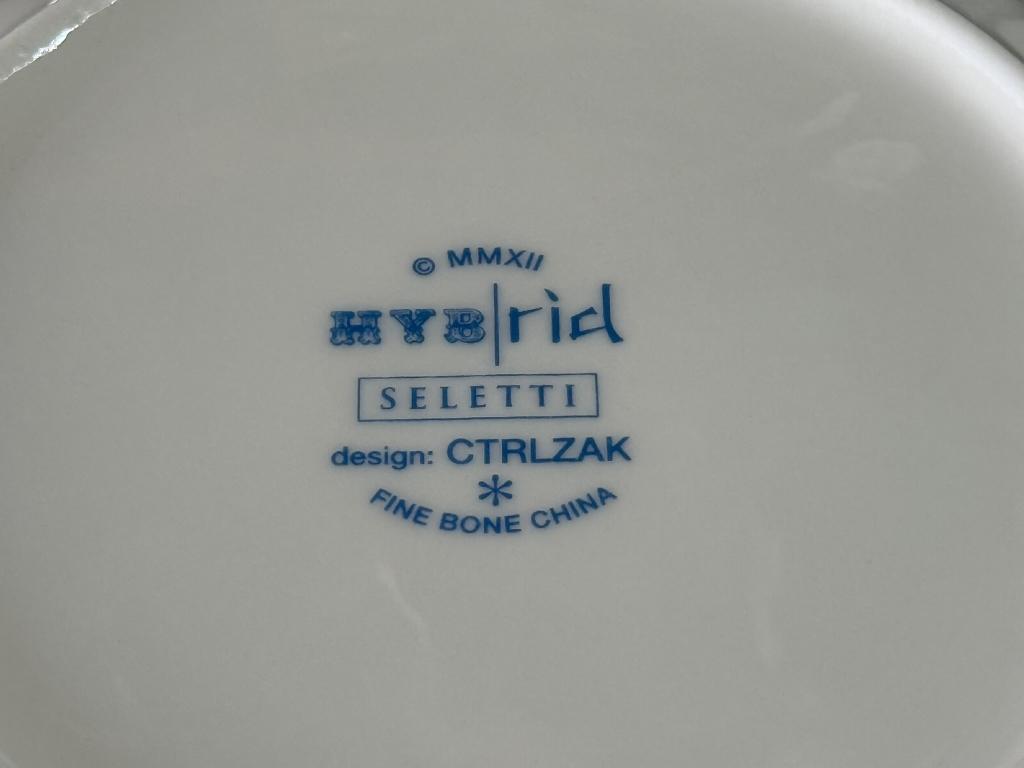 © MMXII
HYB|rid
SELETTI
design: CTRLZAK
*
FINE BONE CHINA